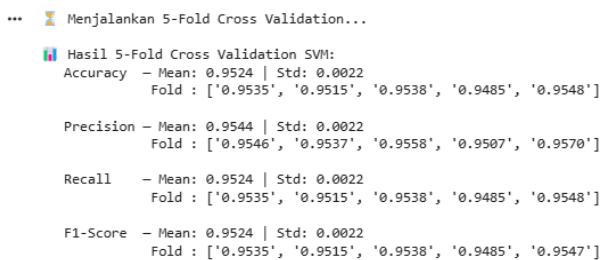 ••• ⏳ Menjalankan 5-Fold Cross Validation...
📊 Hasil 5-Fold Cross Validation SVM:
Accuracy — Mean: 0.9524 | Std: 0.0022
Fold : ['0.9535', '0.9515', '0.9538', '0.9485', '0.9548']
Precision — Mean: 0.9544 | Std: 0.0022
Fold : ['0.9546', '0.9537', '0.9558', '0.9507', '0.9570']
Recall — Mean: 0.9524 | Std: 0.0022
Fold : ['0.9535', '0.9515', '0.9538', '0.9485', '0.9548']
F1-Score — Mean: 0.9524 | Std: 0.0022
Fold : ['0.9535', '0.9515', '0.9538', '0.9485', '0.9547']